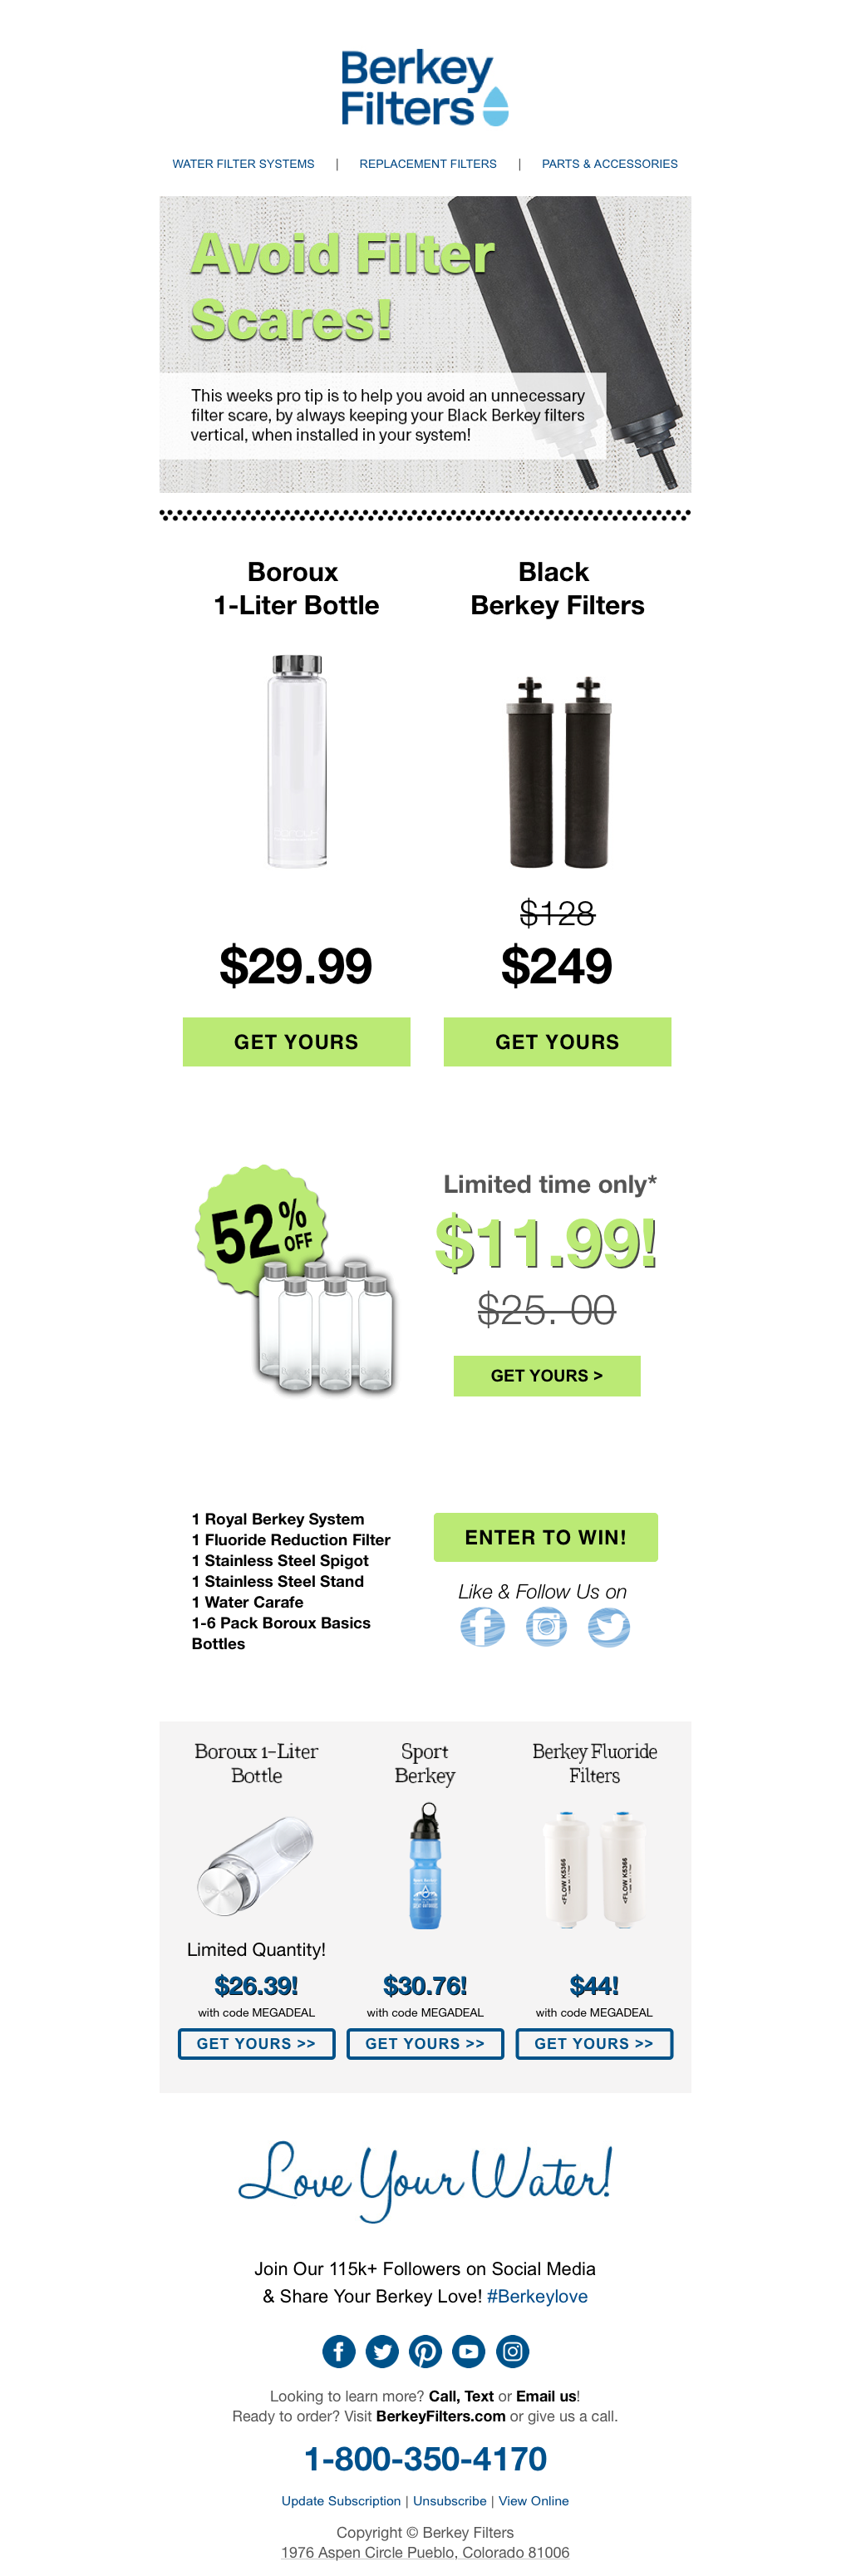 Berkey
Filters
WATER FILTER SYSTEMS | REPLACEMENT FILTERS | PARTS & ACCESSORIES
Avoid Filter
Scares!
This weeks pro tip is to help you avoid an unnecessary
filter scare, by always keeping your Black Berkey filters
vertical, when installed in your system!
Boroux
1-Liter Bottle
Black
Berkey Filters
$128
$29.99
$249
GET YOURS
GET YOURS
52% OFF
Limited time only*
$11.99!
$25. 00
GET YOURS >
1 Royal Berkey System
1 Fluoride Reduction Filter
1 Stainless Steel Spigot
1 Stainless Steel Stand
1 Water Carafe
1-6 Pack Boroux Basics
Bottles
ENTER TO WIN!
Like & Follow Us on
Boroux 1-Liter
Bottle
Sport
Berkey
Berkey Fluoride
Filters
<FLOW K5366
<FLOW K5366
Limited Quantity!
$26.39!
$30.76!
$44!
with code MEGADEAL
with code MEGADEAL
with code MEGADEAL
GET YOURS >>
GET YOURS >>
GET YOURS >>
Love Your Water!
Join Our 115k+ Followers on Social Media
& Share Your Berkey Love! #Berkeylove
Looking to learn more? Call, Text or Email us!
Ready to order? Visit BerkeyFilters.com or give us a call.
1-800-350-4170
Update Subscription | Unsubscribe | View Online
Copyright © Berkey Filters
1976 Aspen Circle Pueblo, Colorado 81006